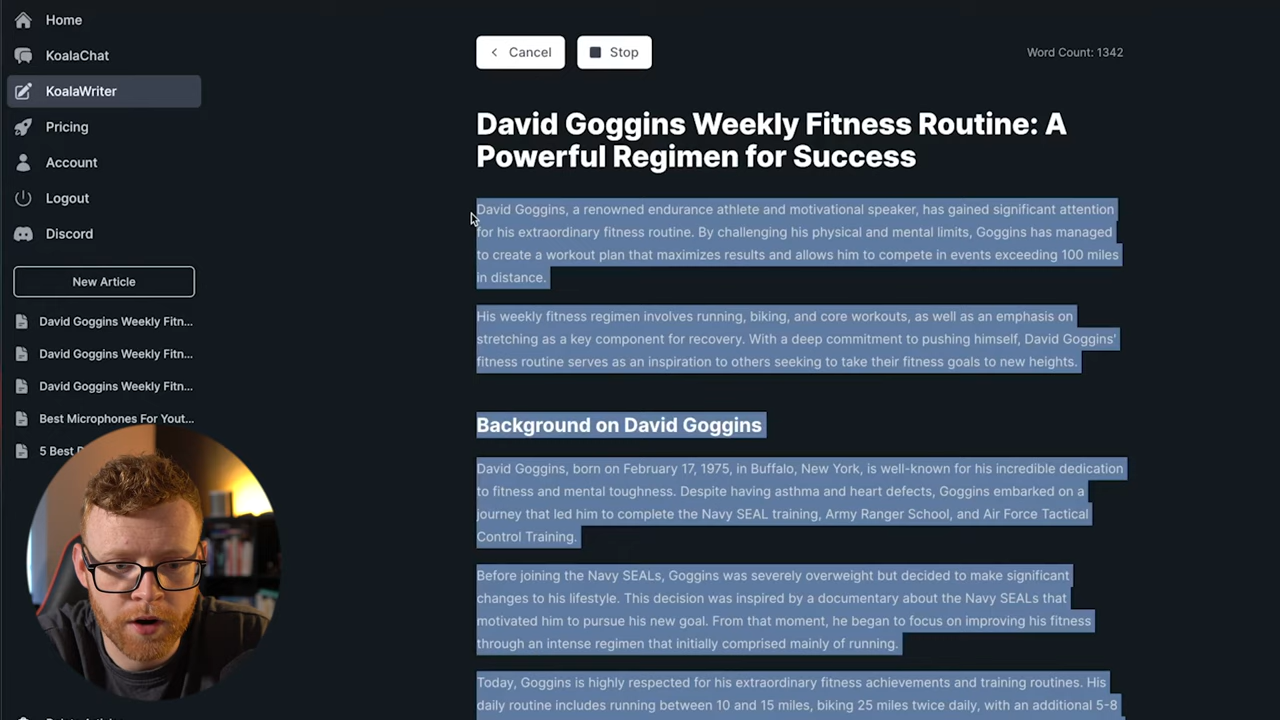 Home
KoalaChat
KoalaWriter
Pricing
Account
Logout
Discord
New Article
David Goggins Weekly Fitn...
David Goggins Weekly Fitn...
David Goggins Weekly Fitn...
Best Microphones For Yout...
5 Best
Cancel
Stop
Word Count: 1342
David Goggins Weekly Fitness Routine: A
Powerful Regimen for Success
David Goggins, a renowned endurance athlete and motivational speaker, has gained significant attention
for his extraordinary fitness routine. By challenging his physical and mental limits, Goggins has managed
to create a workout plan that maximizes results and allows him to compete in events exceeding 100 miles
in distance.
His weekly fitness regimen involves running, biking, and core workouts, as well as an emphasis on
stretching as a key component for recovery. With a deep commitment to pushing himself, David Goggins'
fitness routine serves as an inspiration to others seeking to take their fitness goals to new heights.
Background on David Goggins
David Goggins, born on February 17, 1975, in Buffalo, New York, is well-known for his incredible dedication
to fitness and mental toughness. Despite having asthma and heart defects, Goggins embarked on a
journey that led him to complete the Navy SEAL training, Army Ranger School, and Air Force Tactical
Control Training.
Before joining the Navy SEALs, Goggins was severely overweight but decided to make significant
changes to his lifestyle. This decision was inspired by a documentary about the Navy SEALs that
motivated him to pursue his new goal. From that moment, he began to focus on improving his fitness
through an intense regimen that initially comprised mainly of running.
Today, Goggins is highly respected for his extraordinary fitness achievements and training routines. His
daily routine includes running between 10 and 15 miles, biking 25 miles twice daily, with an additional 5-8